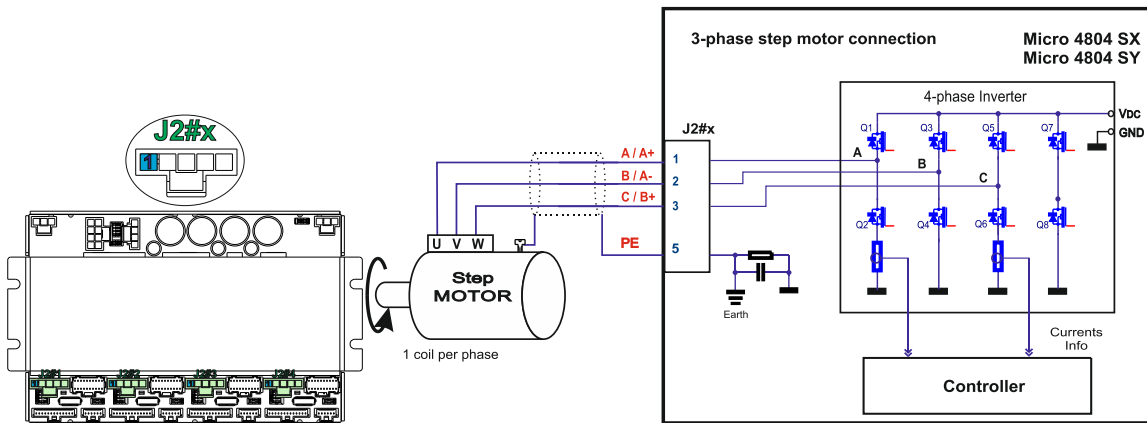 3-phase step motor connection
Micro 4804 SX
Micro 4804 SY
4-phase Inverter
VDC
GND
Q1
Q3
Q5
Q7
A
B
C
Q2
Q4
Q6
Q8
J2#x
1
J2#x
A / A+
1
B / A-
2
C / B+
3
PE
5
U V W
Step
MOTOR
1 coil per phase
Earth
Currents
Info
Controller
J2#1
J2#2
J2#3
J2#4